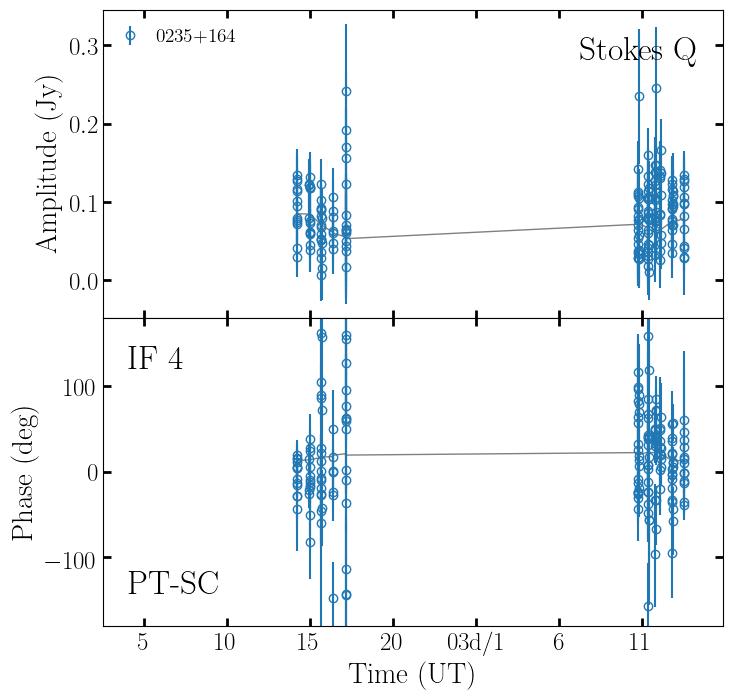 0235+164
Stokes Q
0.3
0.2
0.1
0.0
Amplitude (Jy)
IF 4
100
0
−100
Phase (deg)
PT-SC
5 10 15 20 03d/1 6 11
Time (UT)